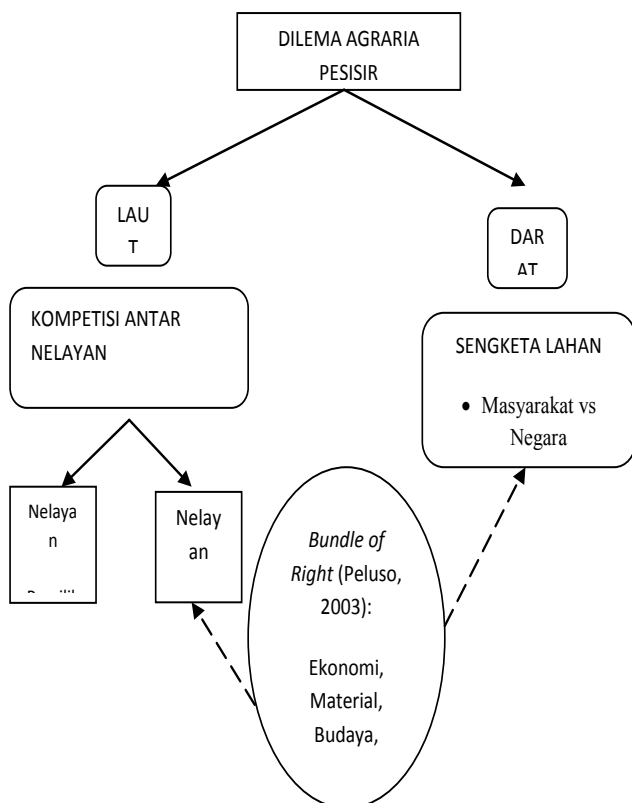 DILEMA AGRARIA
PESISIR
LAU
T
DAR
AT
KOMPETISI ANTAR
NELAYAN
SENGKETA LAHAN
• Masyarakat vs
Negara
Nelaya
n
Nelay
an
Bundle of
Right (Peluso,
2003):
Ekonomi,
Material,
Budaya,